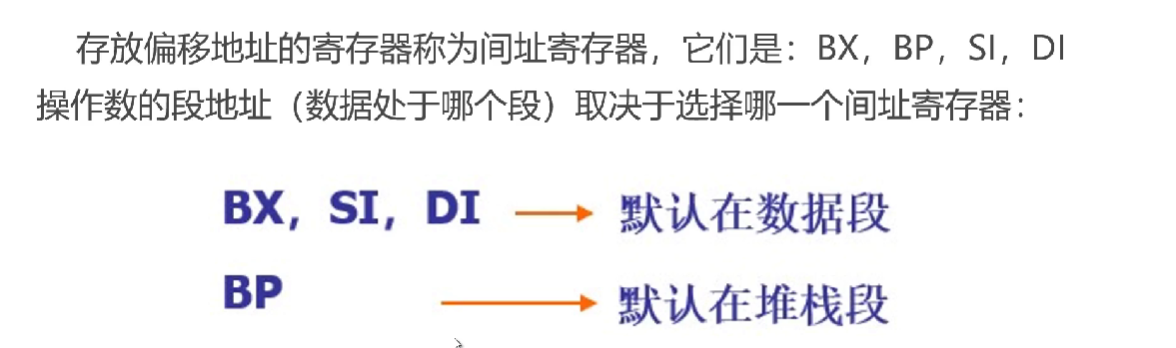 存放偏移地址的寄存器称为间址寄存器，它们是：BX，BP，SI，DI
操作数的段地址（数据处于哪个段）取决于选择哪一个间址寄存器：
BX，SI，DI 默认在数据段
BP 默认在堆栈段